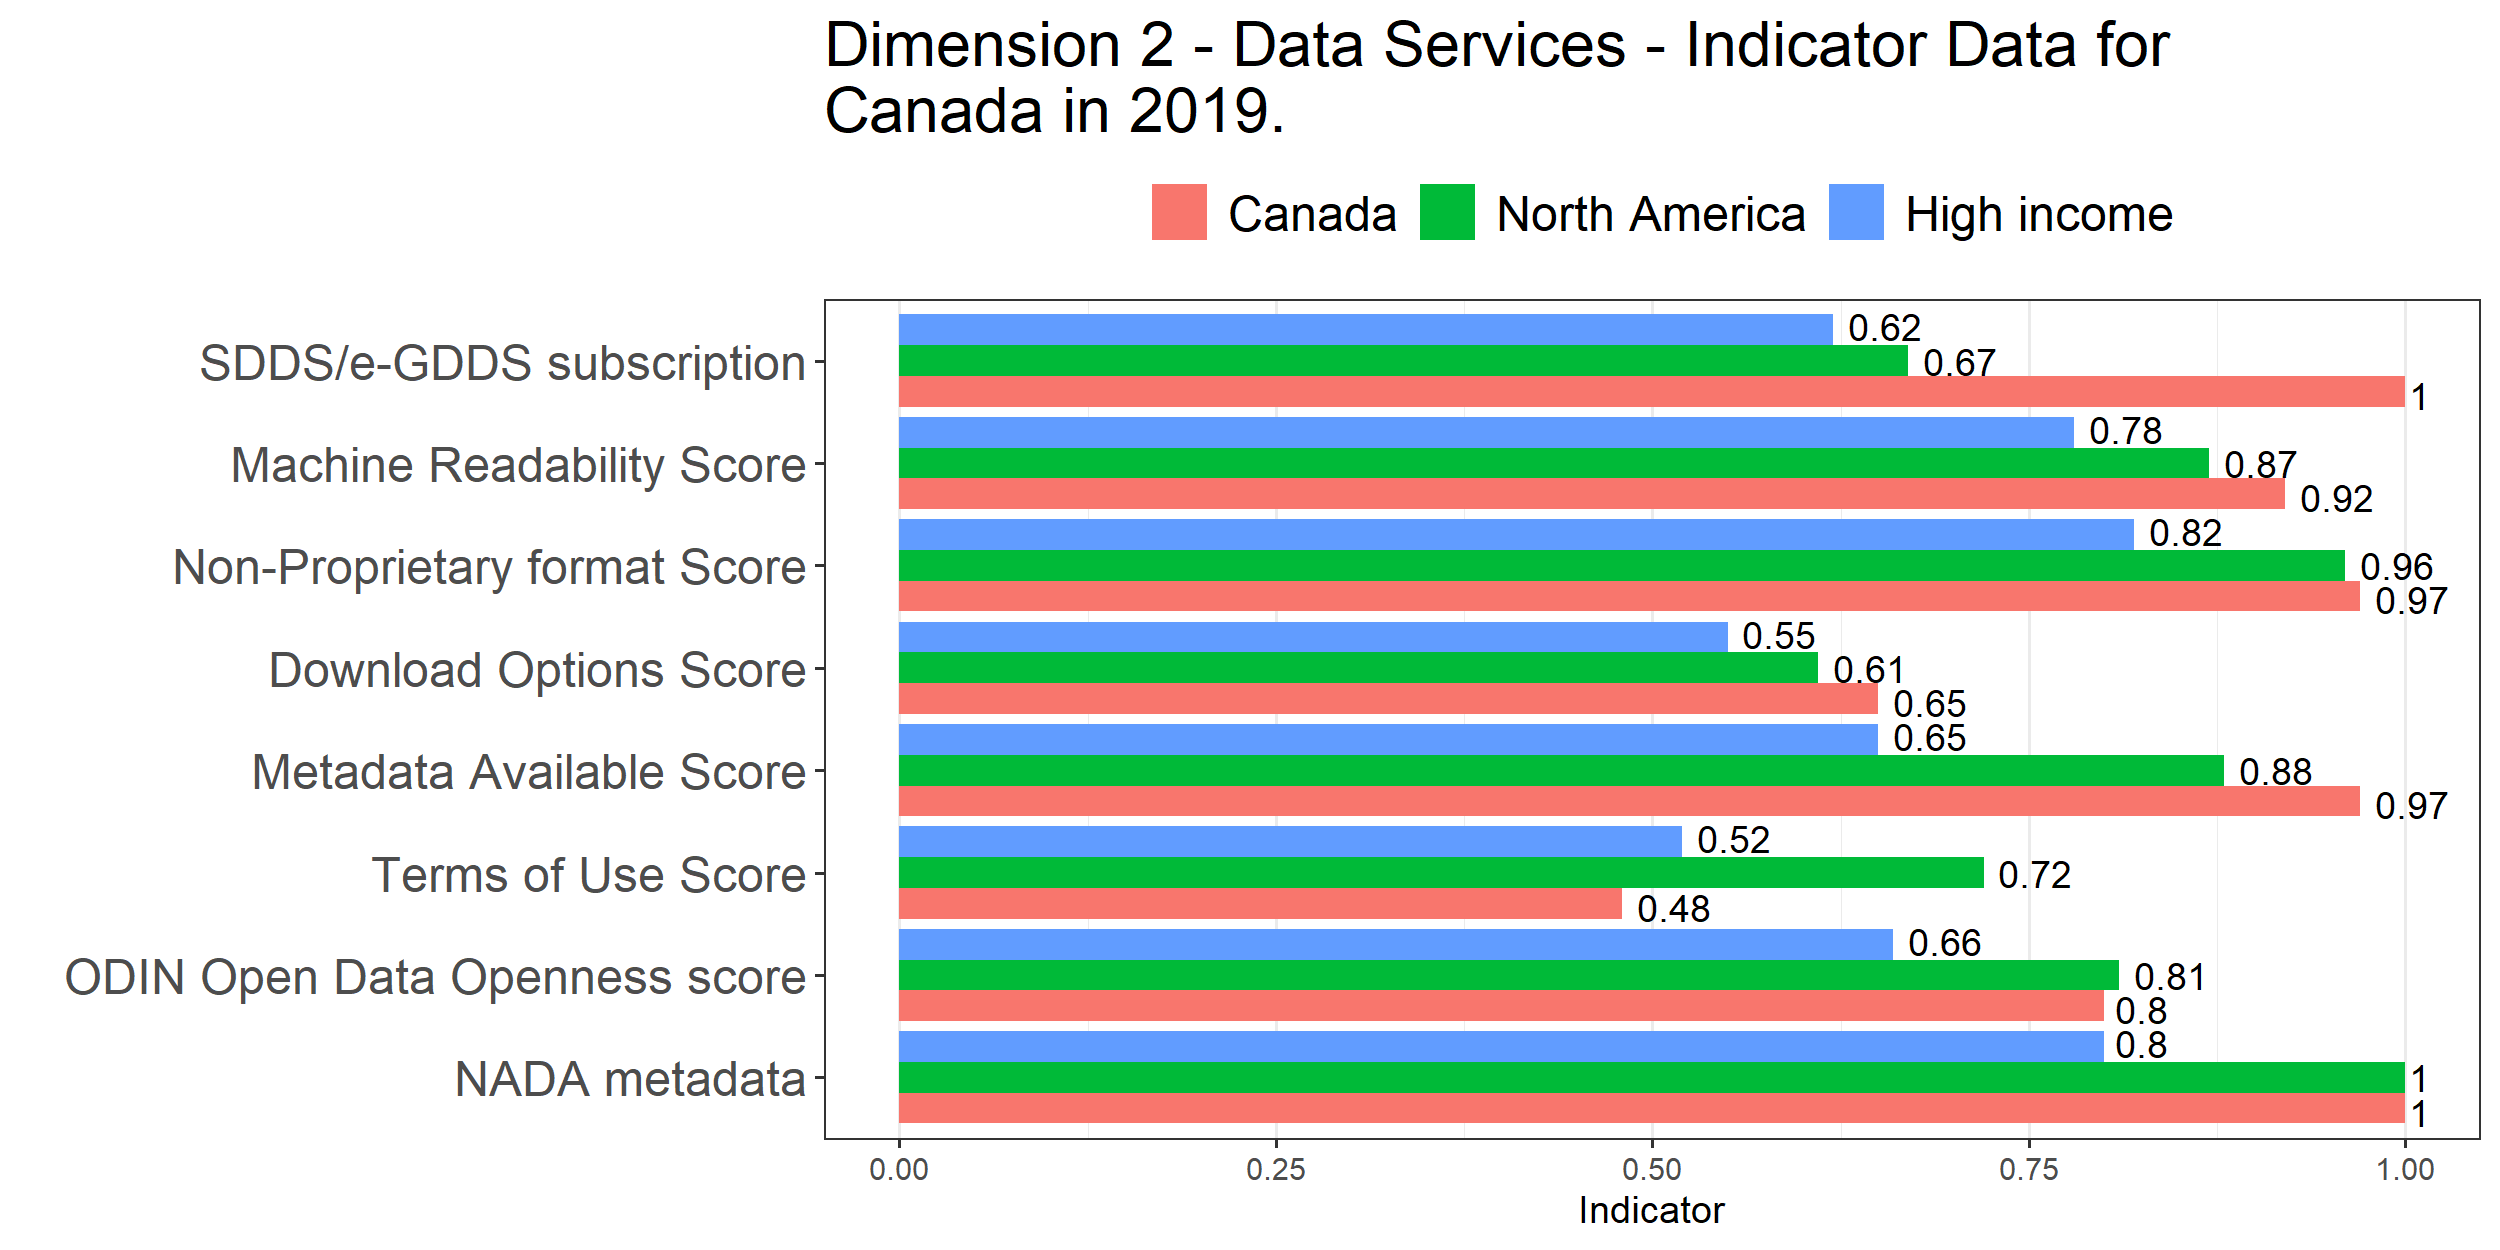 Dimension 2 - Data Services - Indicator Data for
Canada in 2019.
Canada North America High income
SDDS/e-GDDS subscription
0.62
0.67
1
Machine Readability Score
0.78
0.87
0.92
Non-Proprietary format Score
0.82
0.96
0.97
Download Options Score
0.55
0.61
0.65
Metadata Available Score
0.65
0.88
0.97
Terms of Use Score
0.52
0.72
0.48
ODIN Open Data Openness score
0.66
0.81
0.8
NADA metadata
0.8
1
1
0.00 0.25 0.50 0.75 1.00
Indicator